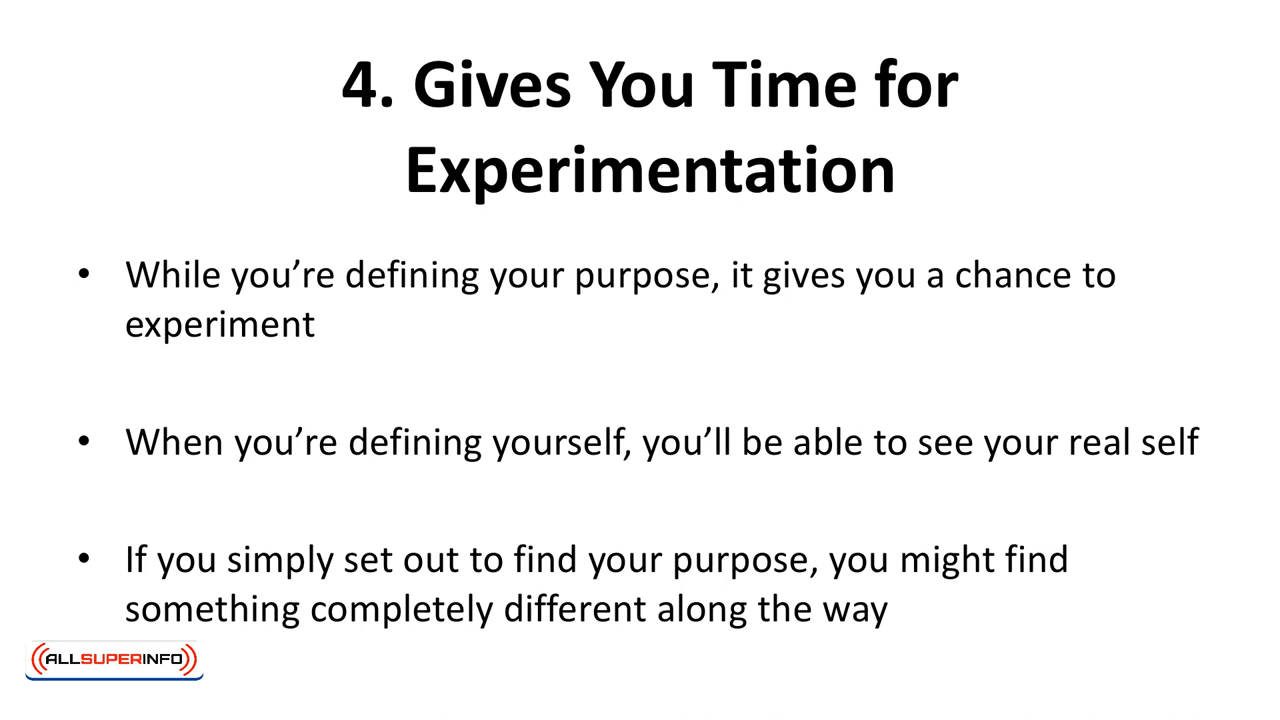 4. Gives You Time for
Experimentation
• While you’re defining your purpose, it gives you a chance to
experiment
• When you’re defining yourself, you’ll be able to see your real self
• If you simply set out to find your purpose, you might find
something completely different along the way
ALLSUPERINFO